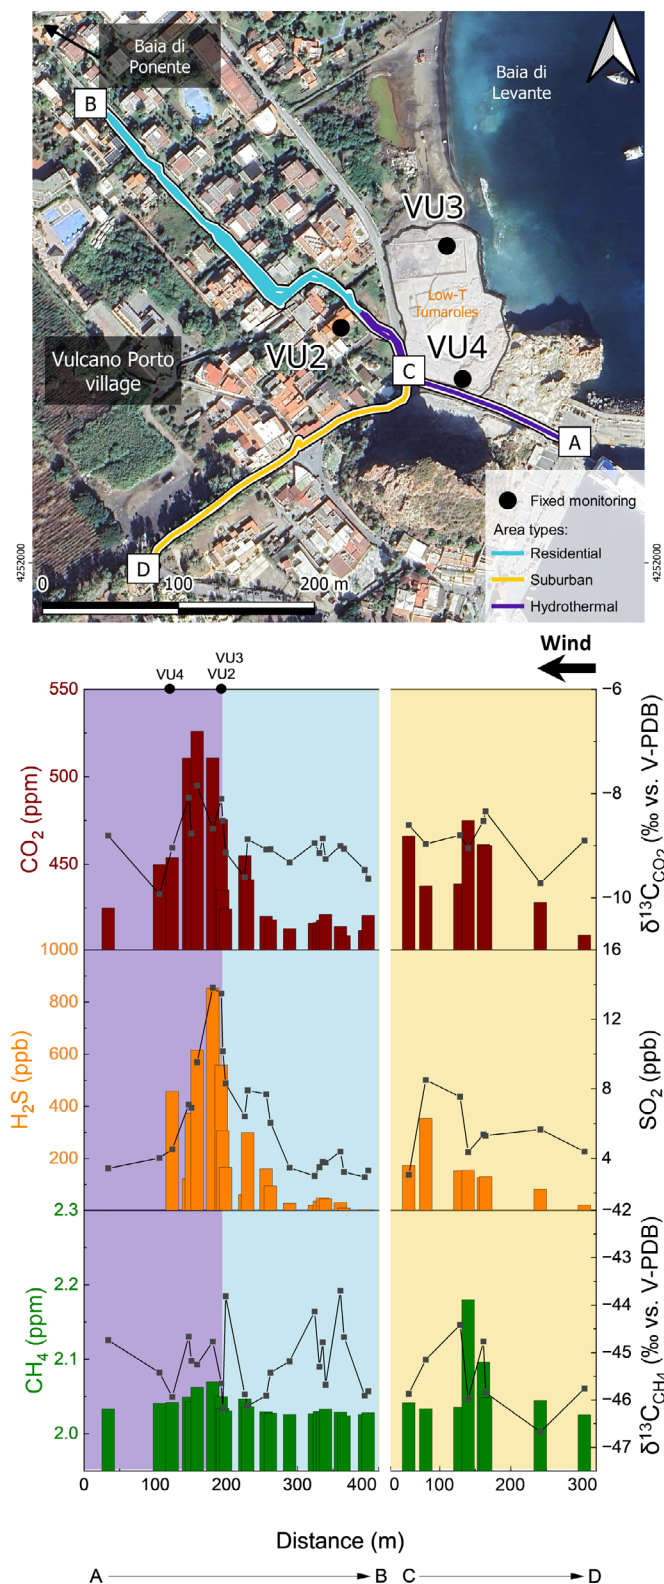 Baia di
Ponente
Baia di
Levante
B
VU3
Low-T
fumaroles
VU2
VU4
Vulcano Porto
village
C
A
D
Fixed monitoring
Area types:
Residential
Suburban
Hydrothermal
4252000
4252000
0 100 200 m
Wind
VU3
VU4 VU2
550
500
450
CO₂ (ppm)
−6
−8
−10
δ¹³C_CO₂ (‰ vs. V-PDB)
1000
800
600
400
200
H₂S (ppb)
16
12
8
4
SO₂ (ppb)
2.3
2.2
2.1
2.0
CH₄ (ppm)
−42
−43
−44
−45
−46
−47
δ¹³C_CH₄ (‰ vs. V-PDB)
0 100 200 300 400 0 50 100 200 300
Distance (m)
A B C D